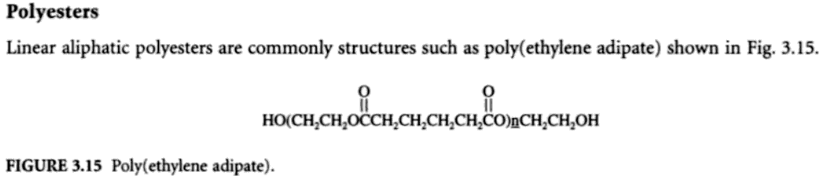 Polyesters
Linear aliphatic polyesters are commonly structures such as poly(ethylene adipate) shown in Fig. 3.15.
O O
HO(CH₂CH₂OCCH₂CH₂CH₂CH₂CO)nCH₂CH₂OH
FIGURE 3.15 Poly(ethylene adipate).